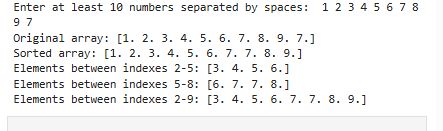 Enter at least 10 numbers separated by spaces:  1 2 3 4 5 6 7 8
9 7
Original array: [1. 2. 3. 4. 5. 6. 7. 8. 9. 7.]
Sorted array: [1. 2. 3. 4. 5. 6. 7. 7. 8. 9.]
Elements between indexes 2-5: [3. 4. 5. 6.]
Elements between indexes 5-8: [6. 7. 7. 8.]
Elements between indexes 2-9: [3. 4. 5. 6. 7. 7. 8. 9.]